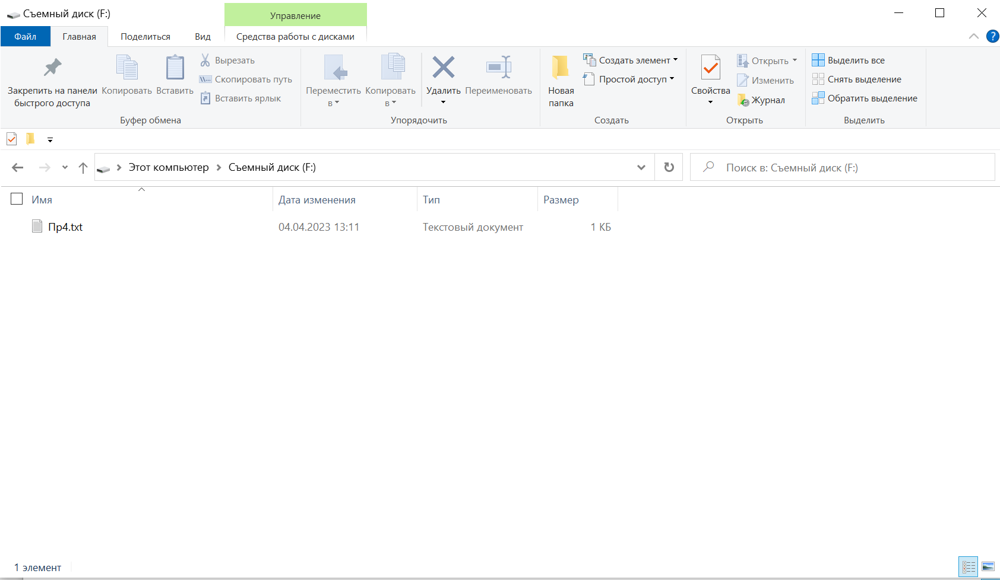 Съемный диск (F:)
Управление
Файл
Главная
Поделиться
Вид
Средства работы с дисками
?
Закрепить на панели
быстрого доступа
Копировать
Вставить
Вырезать
Скопировать путь
Вставить ярлык
Буфер обмена
Переместить
в
Копировать
в
Удалить
Переименовать
Упорядочить
Новая
папка
Создать элемент
Простой доступ
Создать
Свойства
Открыть
Изменить
Журнал
Открыть
Выделить все
Снять выделение
Обратить выделение
Выделить
Этот компьютер
Съемный диск (F:)
Поиск в: Съемный диск (F:)
Имя
Дата изменения
Тип
Размер
Пр4.txt
04.04.2023 13:11
Текстовый документ
1 КБ
1 элемент